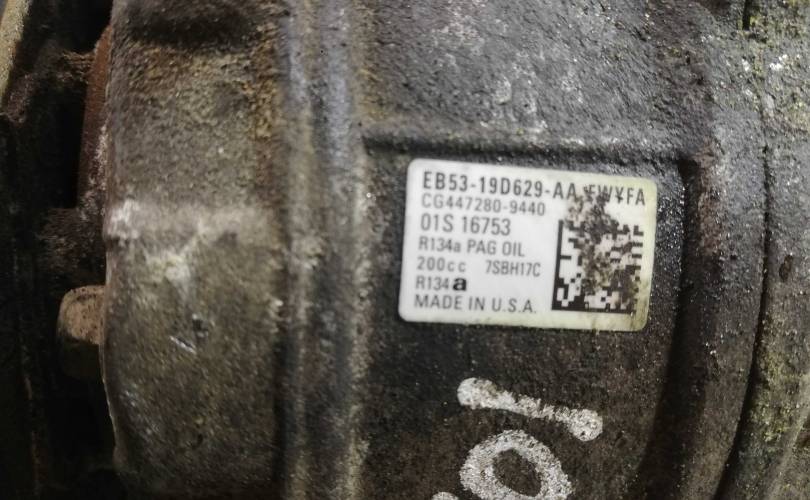 EB53-19D629-AA
CG447280-9440
01S 16753
R134a PAG OIL
200cc 7SBH17C
R134a
MADE IN U.S.A.